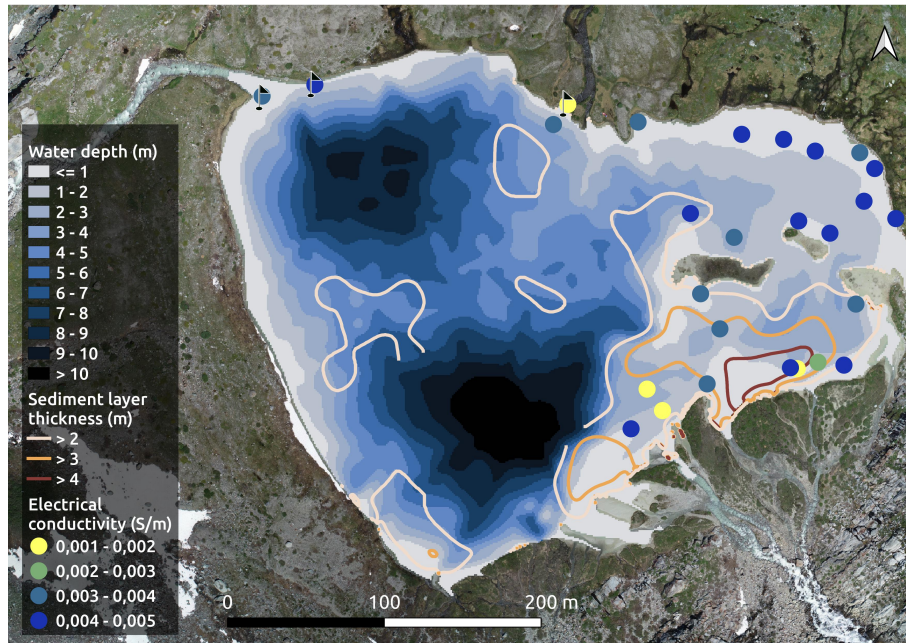 Water depth (m)
<= 1
1 - 2
2 - 3
3 - 4
4 - 5
5 - 6
6 - 7
7 - 8
8 - 9
9 - 10
> 10
Sediment layer
thickness (m)
> 2
> 3
> 4
Electrical
conductivity (S/m)
0,001 - 0,002
0,002 - 0,003
0,003 - 0,004
0,004 - 0,005
0 100 200 m